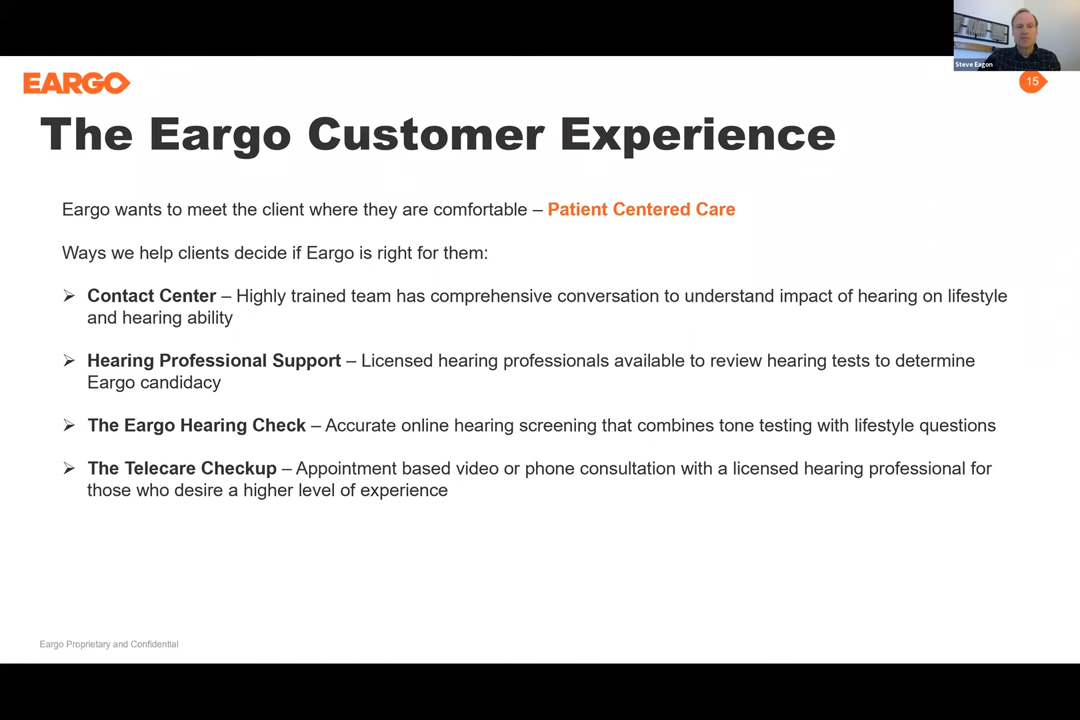 Steve Eagon
EARGO
15
The Eargo Customer Experience
Eargo wants to meet the client where they are comfortable – Patient Centered Care
Ways we help clients decide if Eargo is right for them:
➢ Contact Center – Highly trained team has comprehensive conversation to understand impact of hearing on lifestyle
and hearing ability
➢ Hearing Professional Support – Licensed hearing professionals available to review hearing tests to determine
Eargo candidacy
➢ The Eargo Hearing Check – Accurate online hearing screening that combines tone testing with lifestyle questions
➢ The Telecare Checkup – Appointment based video or phone consultation with a licensed hearing professional for
those who desire a higher level of experience
Eargo Proprietary and Confidential